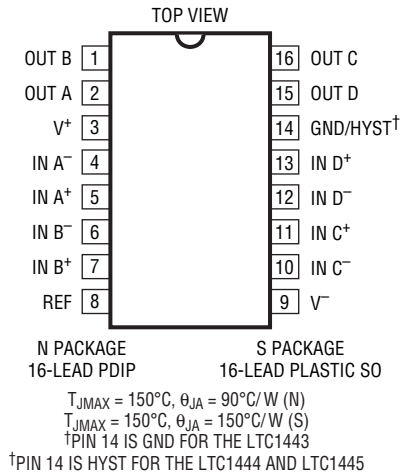 TOP VIEW
OUT B 1
OUT A 2
V+ 3
IN A– 4
IN A+ 5
IN B– 6
IN B+ 7
REF 8
16 OUT C
15 OUT D
14 GND/HYST†
13 IN D+
12 IN D–
11 IN C+
10 IN C–
9 V–
N PACKAGE
16-LEAD PDIP
S PACKAGE
16-LEAD PLASTIC SO
TJMAX = 150°C, θJA = 90°C/W (N)
TJMAX = 150°C, θJA = 150°C/W (S)
†PIN 14 IS GND FOR THE LTC1443
†PIN 14 IS HYST FOR THE LTC1444 AND LTC1445